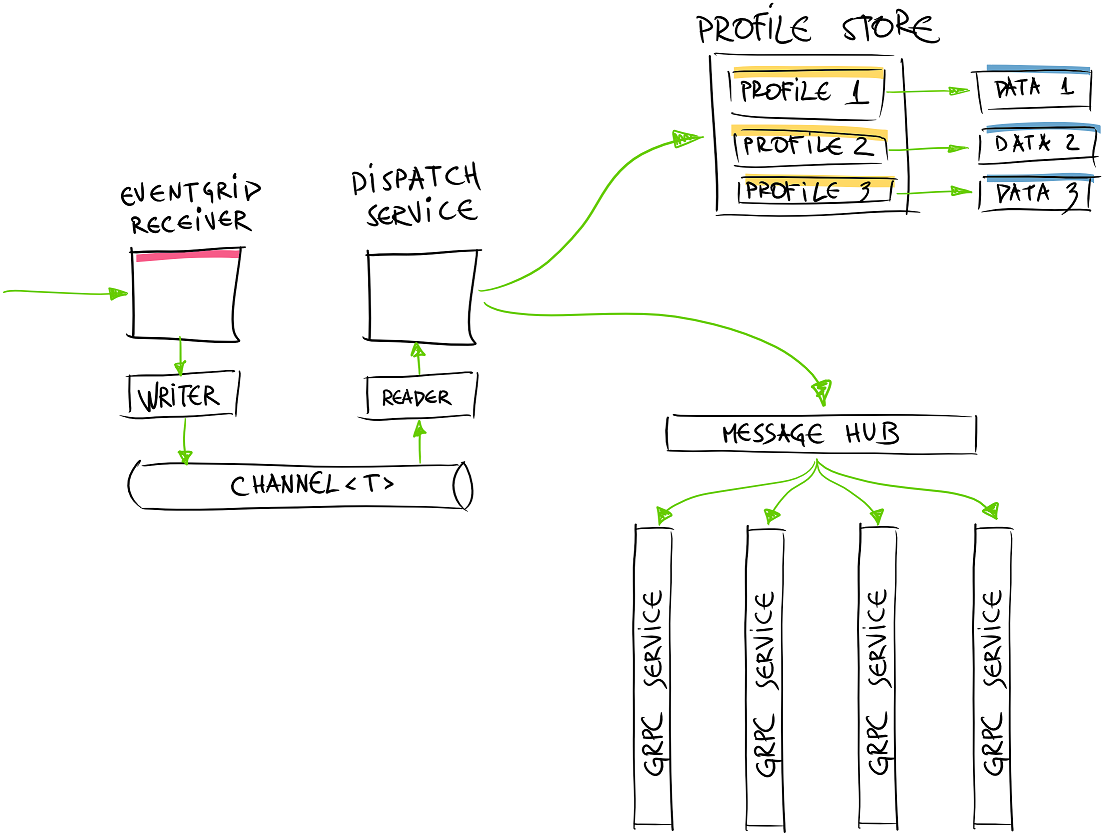 PROFILE STORE
PROFILE 1
DATA 1
PROFILE 2
DATA 2
PROFILE 3
DATA 3
EVENTGRID
RECEIVER
DISPATCH
SERVICE
WRITER
READER
CHANNEL<T>
MESSAGE HUB
GRPC SERVICE
GRPC SERVICE
GRPC SERVICE
GRPC SERVICE